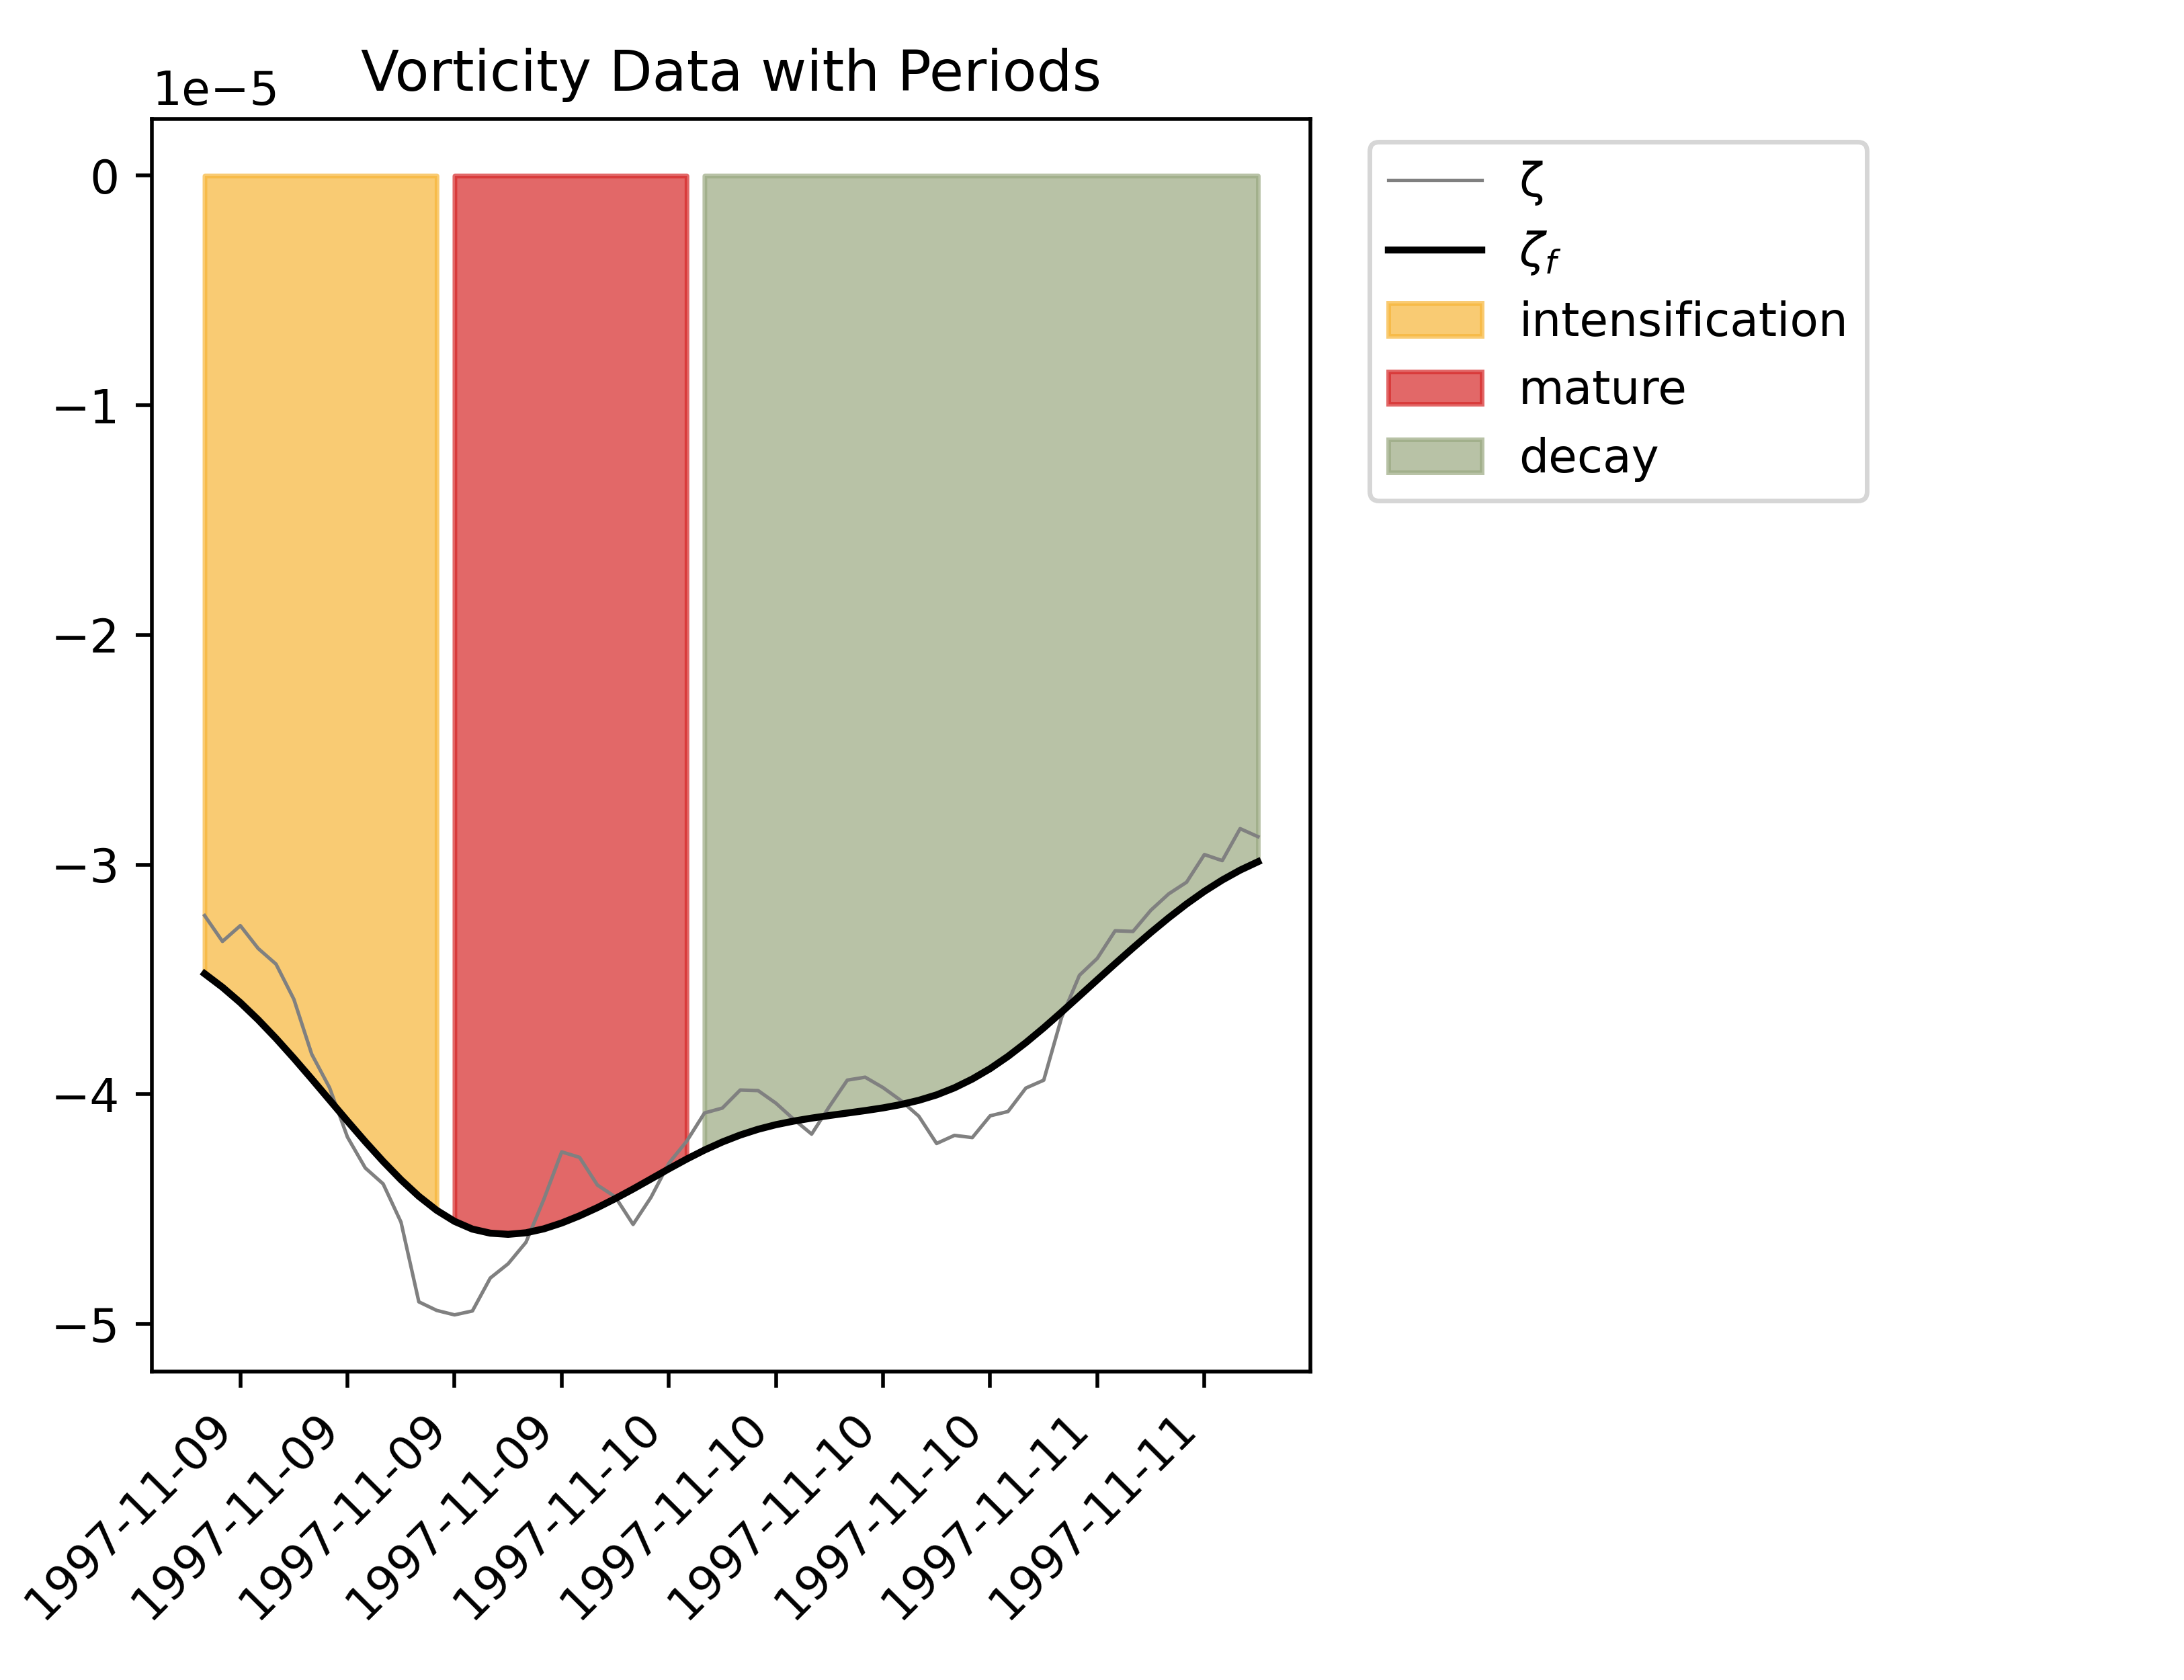 Vorticity Data with Periods
1e−5
0
−1
−2
−3
−4
−5
1997-11-09
1997-11-09
1997-11-09
1997-11-09
1997-11-10
1997-11-10
1997-11-10
1997-11-10
1997-11-11
1997-11-11
ζ
ζf
intensification
mature
decay